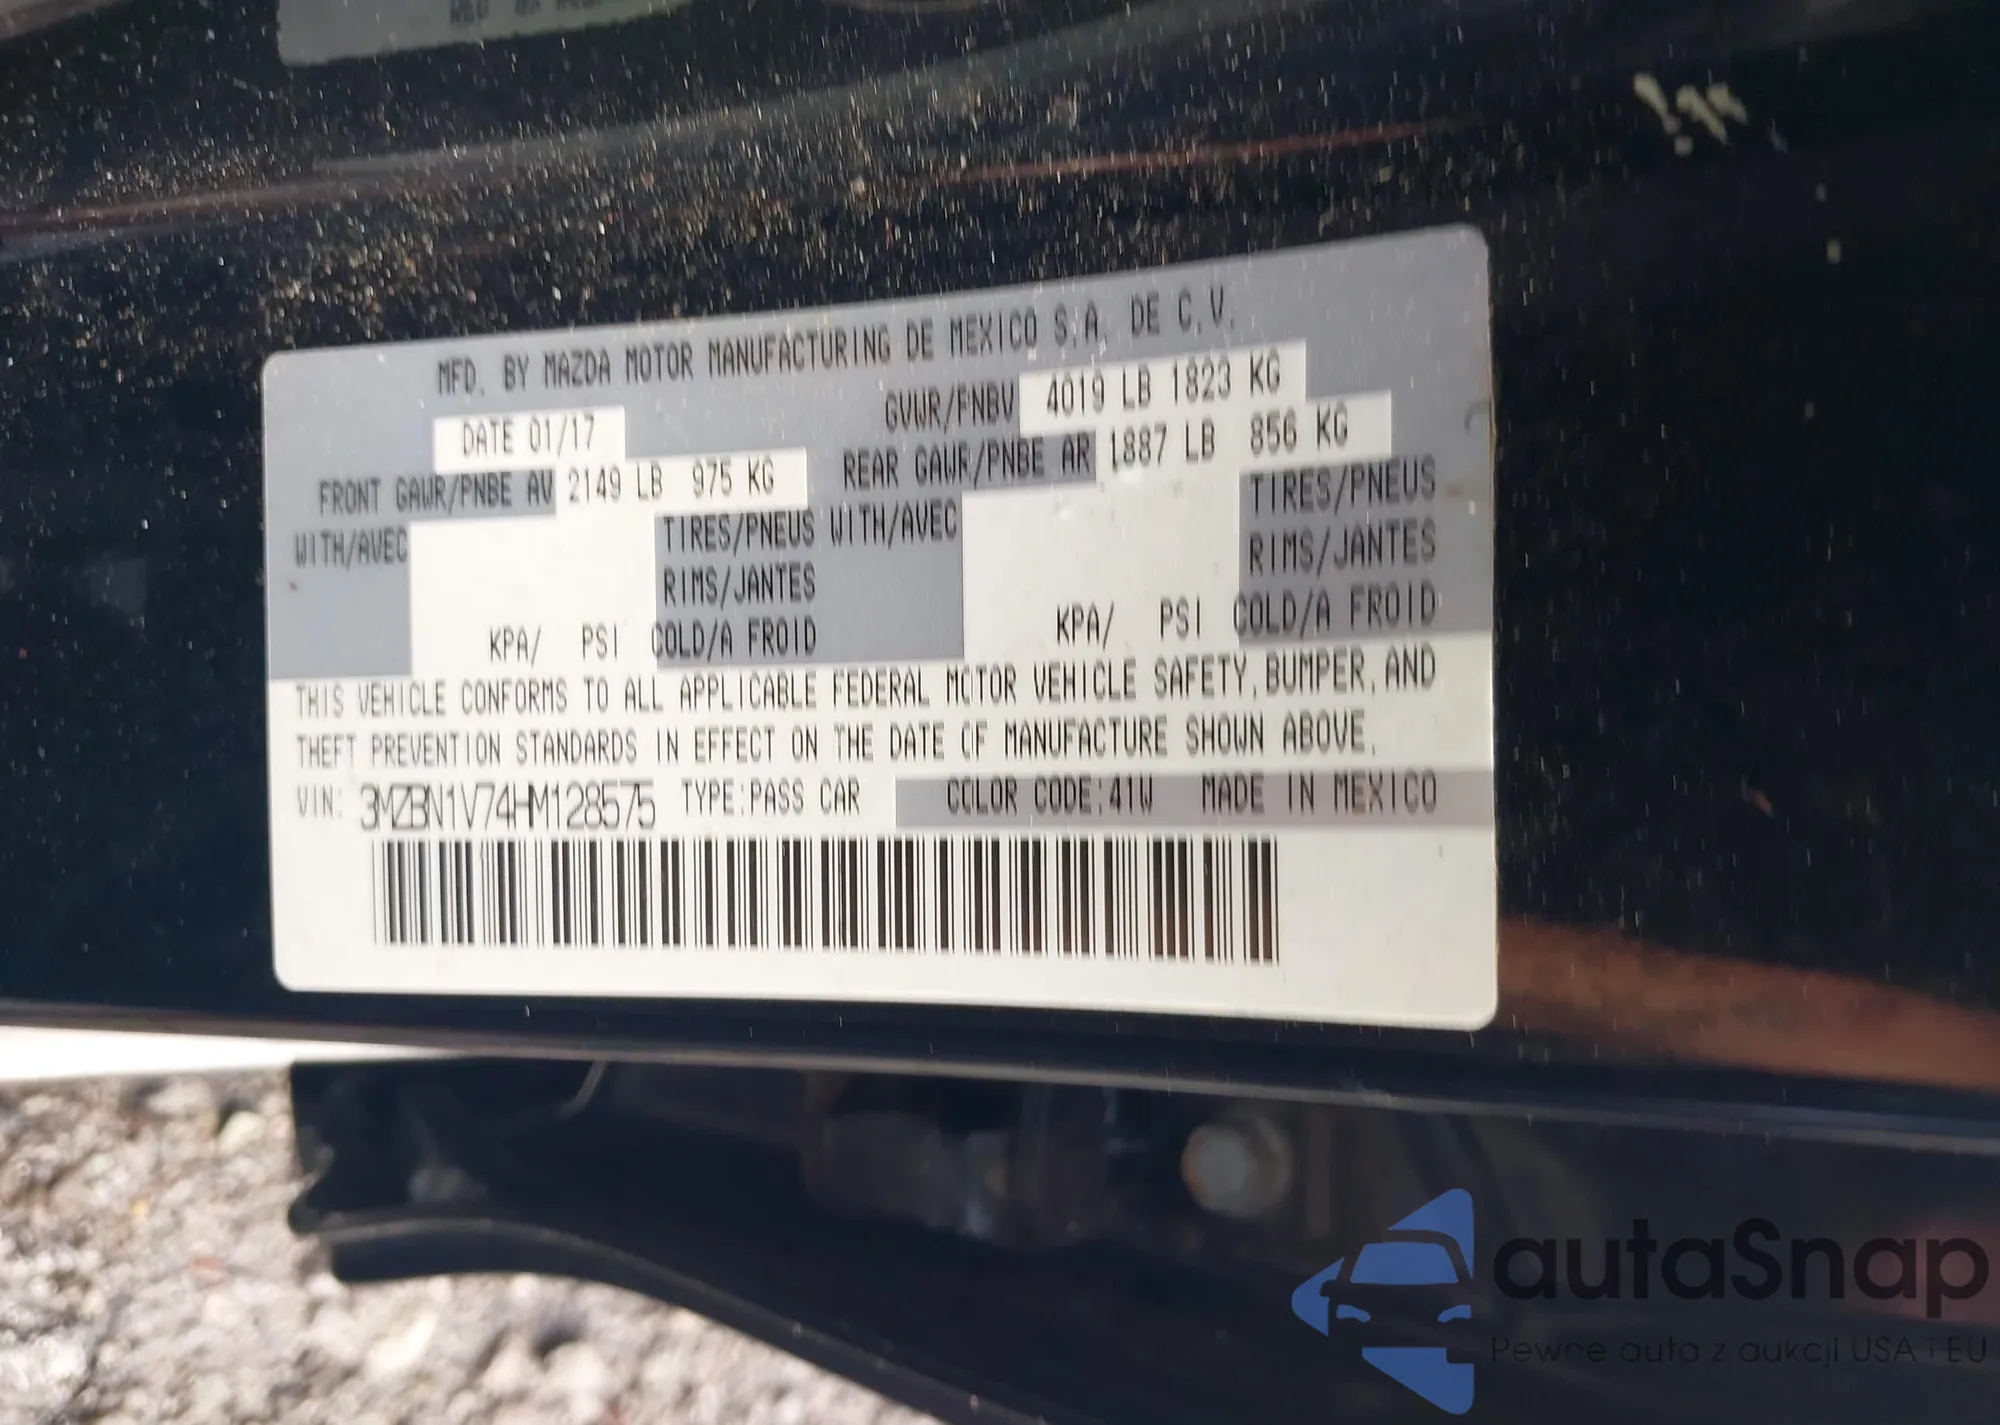 MFD. BY MAZDA MOTOR MANUFACTURING DE MEXICO S.A. DE C.V.
DATE 01/17 GVWR/PNBV 4019 LB 1823 KG
FRONT GAWR/PNBE AV 2149 LB 975 KG REAR GAWR/PNBE AR 1887 LB 856 KG
WITH/AVEC TIRES/PNEUS WITH/AVEC TIRES/PNEUS
RIMS/JANTES RIMS/JANTES
KPA/ PSI COLD/A FROID KPA/ PSI COLD/A FROID
THIS VEHICLE CONFORMS TO ALL APPLICABLE FEDERAL MOTOR VEHICLE SAFETY, BUMPER, AND
THEFT PREVENTION STANDARDS IN EFFECT ON THE DATE OF MANUFACTURE SHOWN ABOVE.
VIN: 3MZBN1V74HM128575 TYPE:PASS CAR COLOR CODE:41W MADE IN MEXICO
autaSnap
Pewne auta z aukcji USA i EU